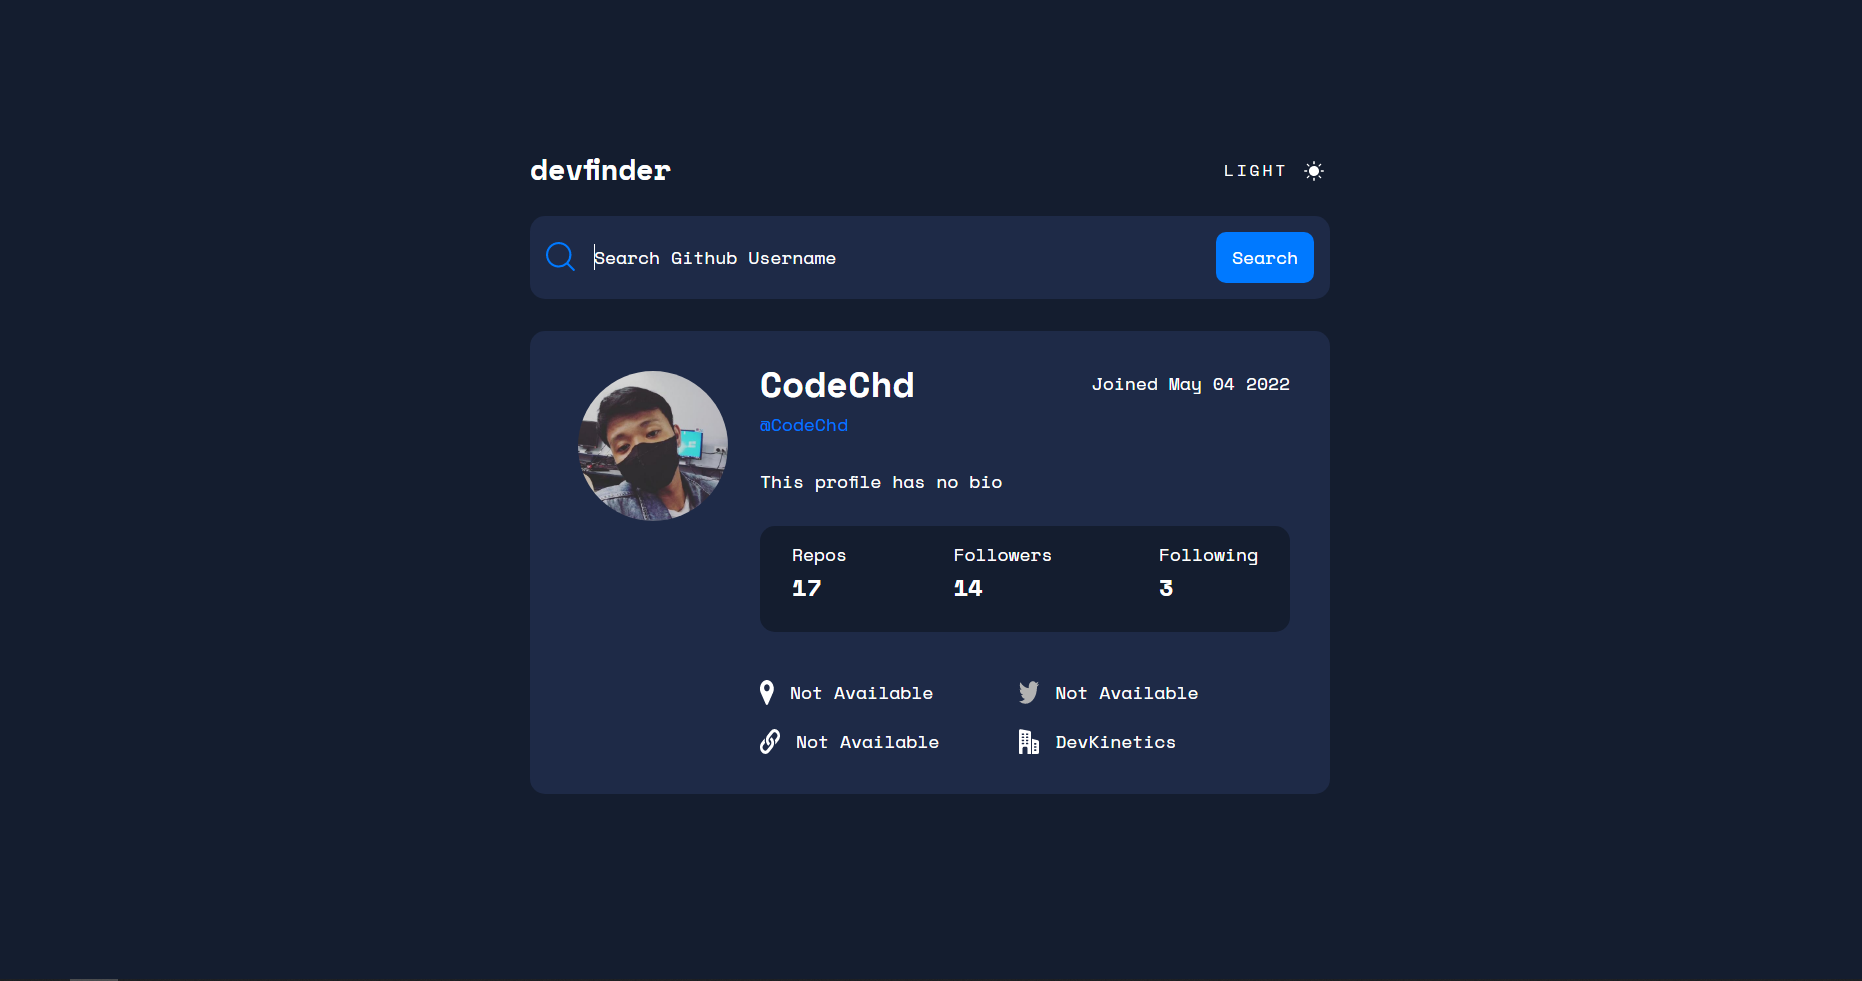 devfinder
LIGHT
Search Github Username
Search
CodeChd
Joined May 04 2022
@CodeChd
This profile has no bio
Repos Followers Following
17 14 3
Not Available Not Available
Not Available DevKinetics